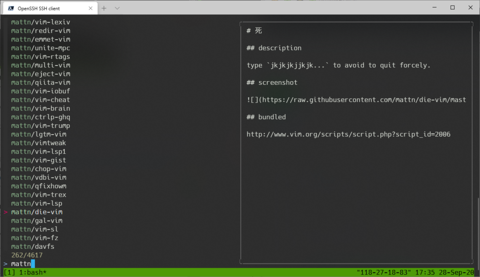 OpenSSH SSH client
mattn/vim-lexiv
mattn/redir-vim
mattn/emmet-vim
mattn/unite-mpc
mattn/vim-rtags
mattn/multi-vim
mattn/eject-vim
mattn/qiita-vim
mattn/vim-iobuf
mattn/vim-cheat
mattn/vim-brain
mattn/ctrlp-ghq
mattn/vim-trump
mattn/lgtm-vim
mattn/vimtweak
mattn/vim-lsp1
mattn/vim-gist
mattn/chop-vim
mattn/vdbi-vim
mattn/qfixhowm
mattn/vim-trex
mattn/vim-lsp
mattn/die-vim
mattn/gal-vim
mattn/vim-sl
mattn/vim-fz
mattn/davfs
262/4617
> mattn
# 死
## description
type `jkjkjkjjkjk...` to avoid to quit forcely.
## screenshot
![](https://raw.githubusercontent.com/mattn/die-vim/mast
## bundled
http://www.vim.org/scripts/script.php?script_id=2006
[1] 1:bash*
"118-27-18-83" 17:35 28-Sep-20